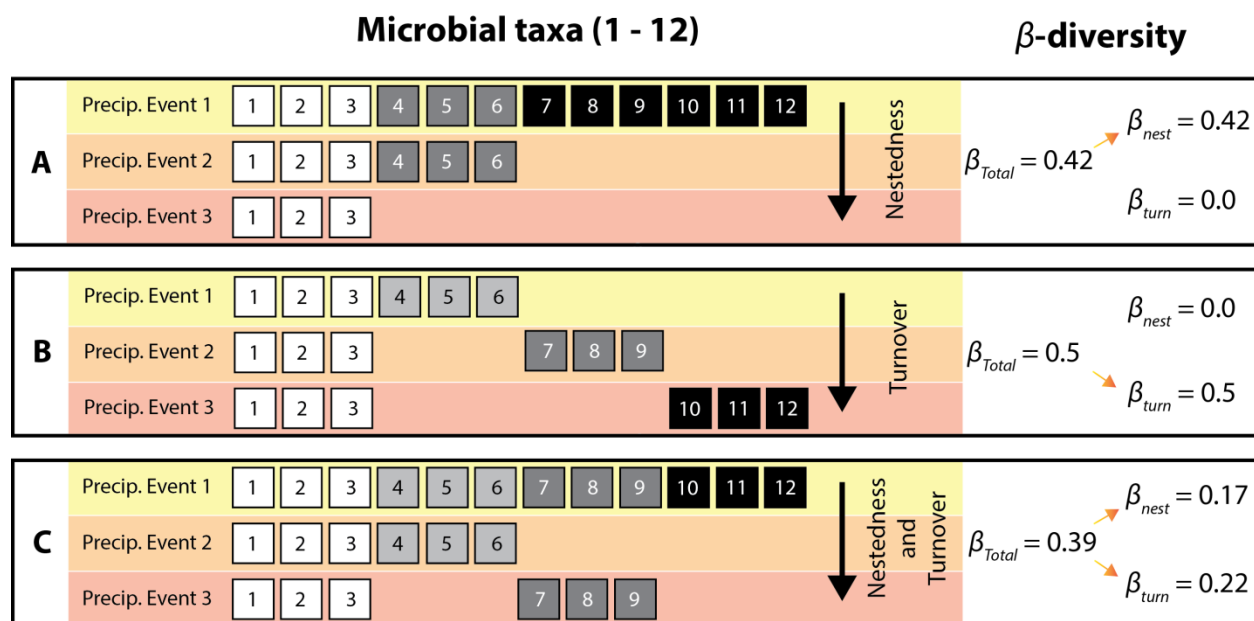 Microbial taxa (1 - 12)
β-diversity
A
Precip. Event 1 1 2 3 4 5 6 7 8 9 10 11 12
Precip. Event 2 1 2 3 4 5 6
Precip. Event 3 1 2 3
Nestedness
βTotal = 0.42
βnest = 0.42
βturn = 0.0
B
Precip. Event 1 1 2 3 4 5 6
Precip. Event 2 1 2 3 7 8 9
Precip. Event 3 1 2 3 10 11 12
Turnover
βTotal = 0.5
βnest = 0.0
βturn = 0.5
C
Precip. Event 1 1 2 3 4 5 6 7 8 9 10 11 12
Precip. Event 2 1 2 3 4 5 6
Precip. Event 3 1 2 3 7 8 9
Nestedness
and
Turnover
βTotal = 0.39
βnest = 0.17
βturn = 0.22